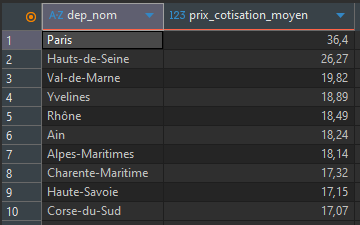 A-Z dep_nom 123 prix_cotisation_moyen
1 Paris 36,4
2 Hauts-de-Seine 26,27
3 Val-de-Marne 19,82
4 Yvelines 18,89
5 Rhône 18,49
6 Ain 18,24
7 Alpes-Maritimes 18,14
8 Charente-Maritime 17,32
9 Haute-Savoie 17,15
10 Corse-du-Sud 17,07